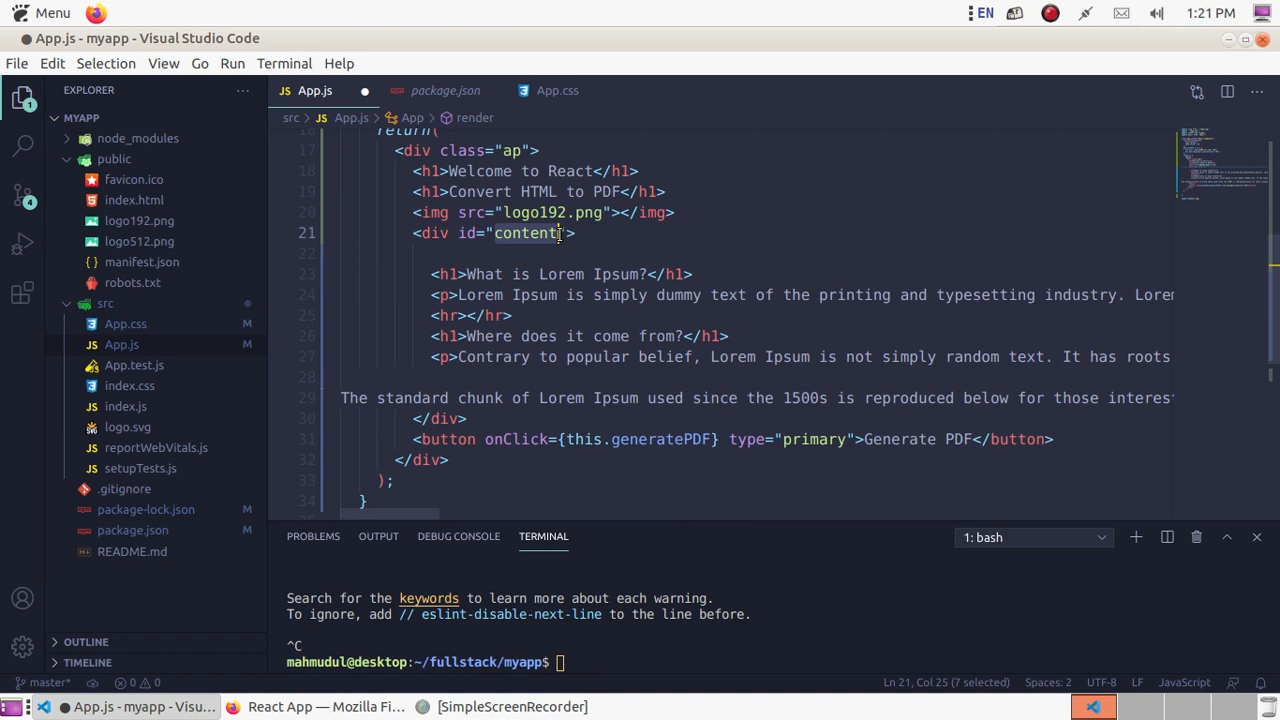 Menu EN 1:21 PM
App.js - myapp - Visual Studio Code
File Edit Selection View Go Run Terminal Help
EXPLORER
App.js package.json App.css
MYAPP
src > App.js > App > render
node_modules
public
favicon.ico
index.html
logo192.png
logo512.png
manifest.json
robots.txt
src
App.css M
App.js M
App.test.js
index.css
index.js
logo.svg
reportWebVitals.js
setupTests.js
.gitignore
package-lock.json M
package.json M
README.md
OUTLINE
TIMELINE
1
4
16 return(
17 <div class="ap">
18 <h1>Welcome to React</h1>
19 <h1>Convert HTML to PDF</h1>
20 <img src="logo192.png"></img>
21 <div id="content">
22
23 <h1>What is Lorem Ipsum?</h1>
24 <p>Lorem Ipsum is simply dummy text of the printing and typesetting industry. Lorem
25 <hr></hr>
26 <h1>Where does it come from?</h1>
27 <p>Contrary to popular belief, Lorem Ipsum is not simply random text. It has roots
28
29 The standard chunk of Lorem Ipsum used since the 1500s is reproduced below for those interest
30 </div>
31 <button onClick={this.generatePDF} type="primary">Generate PDF</button>
32 </div>
33 );
34 }
PROBLEMS OUTPUT DEBUG CONSOLE TERMINAL 1: bash
Search for the keywords to learn more about each warning.
To ignore, add // eslint-disable-next-line to the line before.
^C
mahmudul@desktop:~/fullstack/myapp$
master* 0 0 Ln 21, Col 25 (7 selected) Spaces: 2 UTF-8 LF JavaScript
App.js - myapp - Visu... React App — Mozilla Fi... [SimpleScreenRecorder]